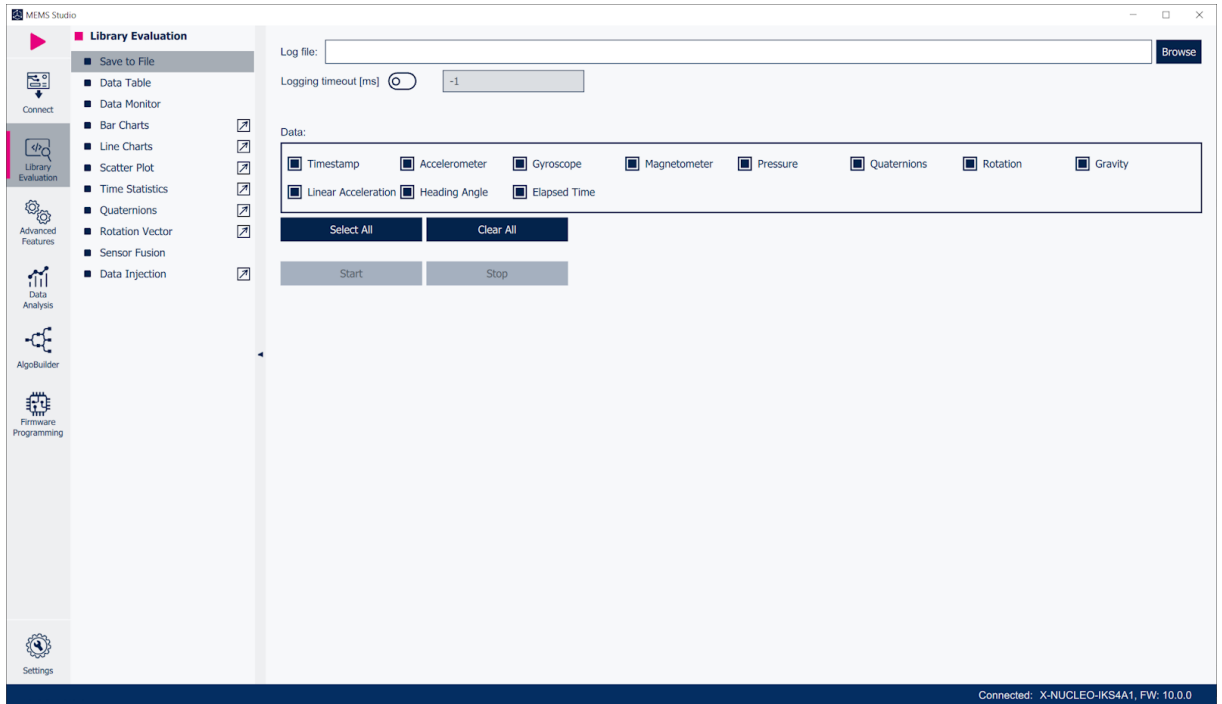 MEMS Studio
Connect
Library
Evaluation
Advanced
Features
Data
Analysis
AlgoBuilder
Firmware
Programming
Settings
Library Evaluation
Save to File
Data Table
Data Monitor
Bar Charts
Line Charts
Scatter Plot
Time Statistics
Quaternions
Rotation Vector
Sensor Fusion
Data Injection
Log file: Browse
Logging timeout [ms] -1
Data:
Timestamp Accelerometer Gyroscope Magnetometer Pressure Quaternions Rotation Gravity
Linear Acceleration Heading Angle Elapsed Time
Select All Clear All
Start Stop
Connected: X-NUCLEO-IKS4A1, FW: 10.0.0